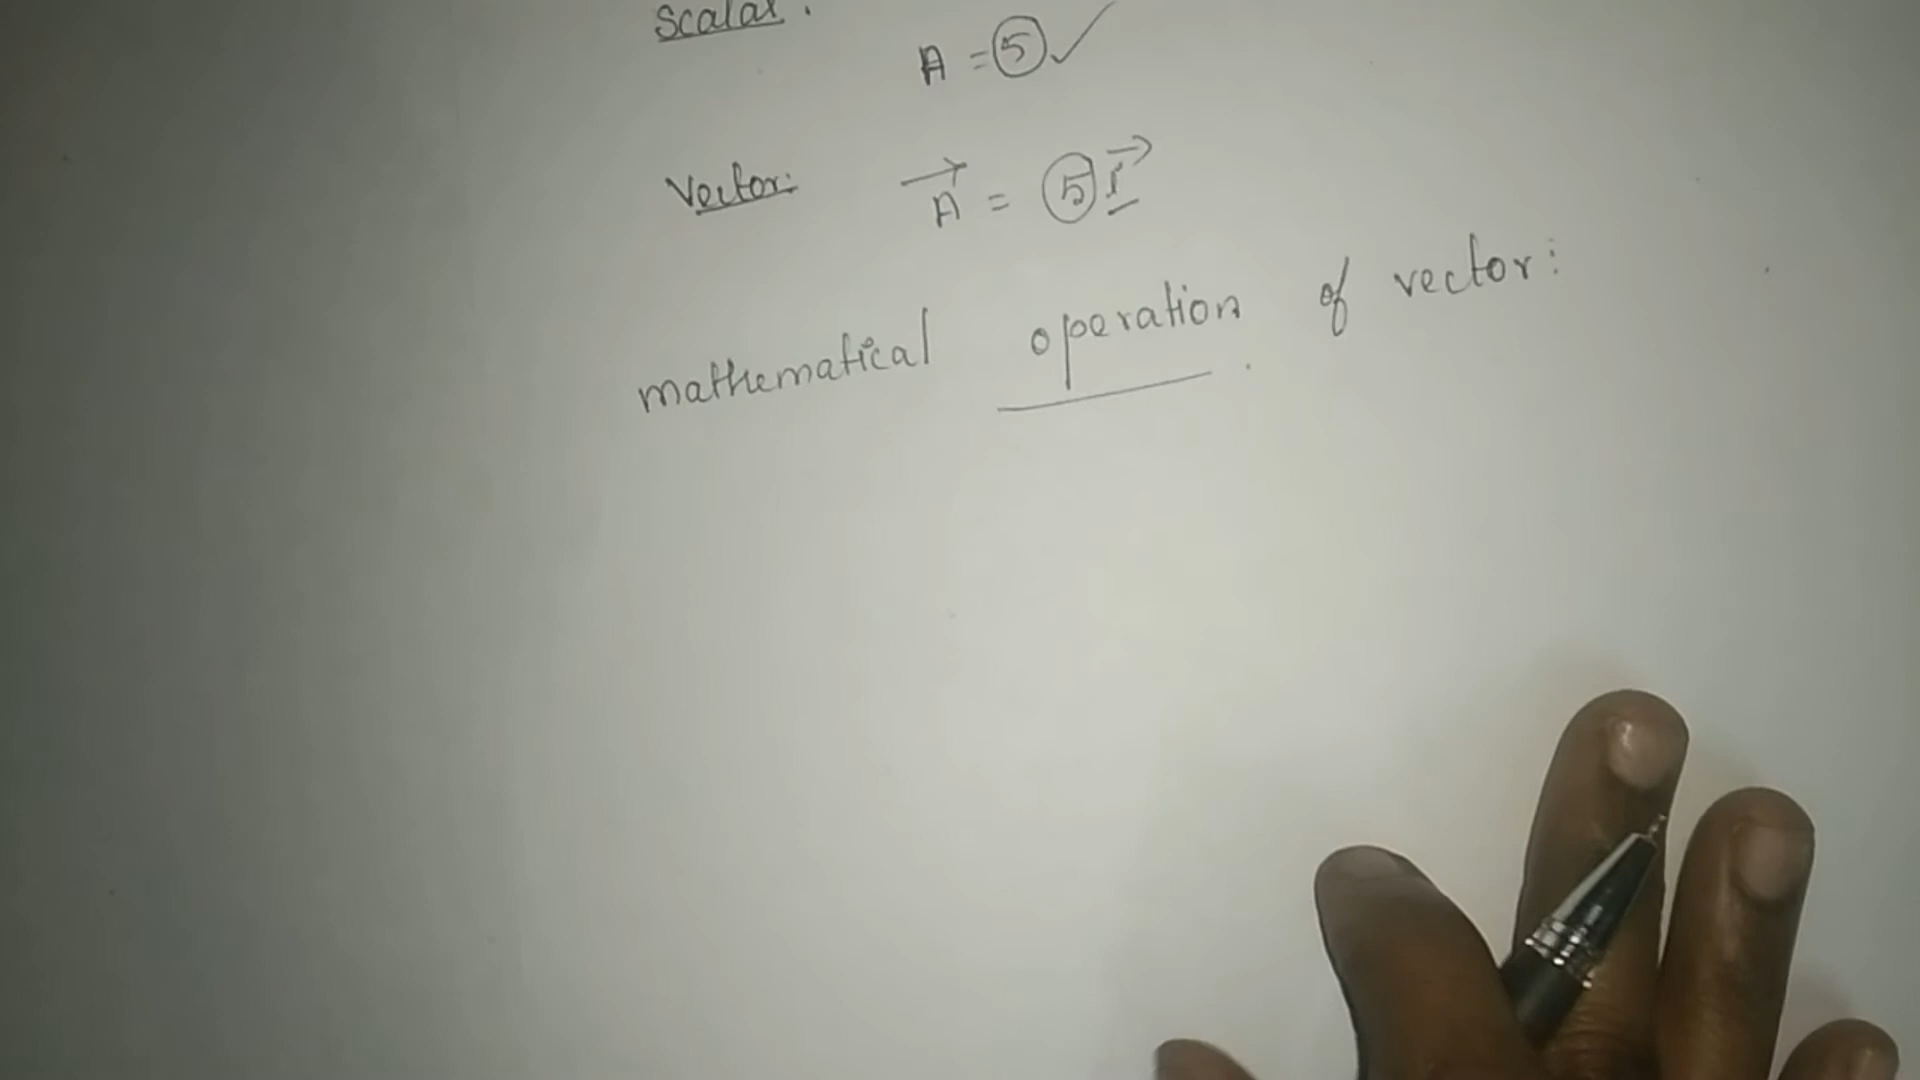 Scalar:
A = 5 ✓
Vector: A⃗ = 5 i⃗
mathematical operation of vector: